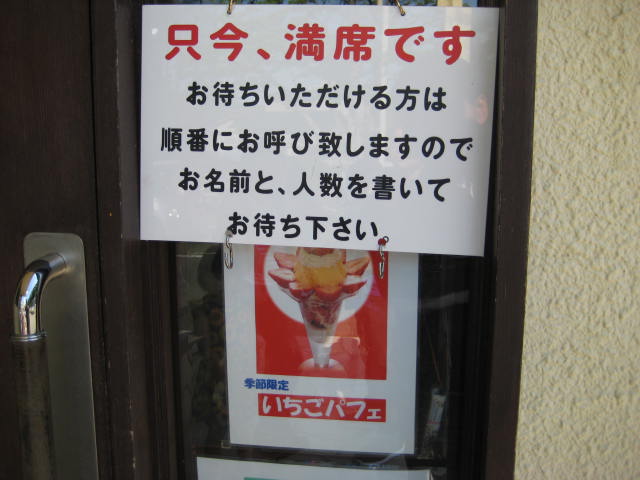 只今、満席です
お待ちいただける方は
順番にお呼び致しますので
お名前と、人数を書いて
お待ち下さい。
季節限定
いちごパフェ